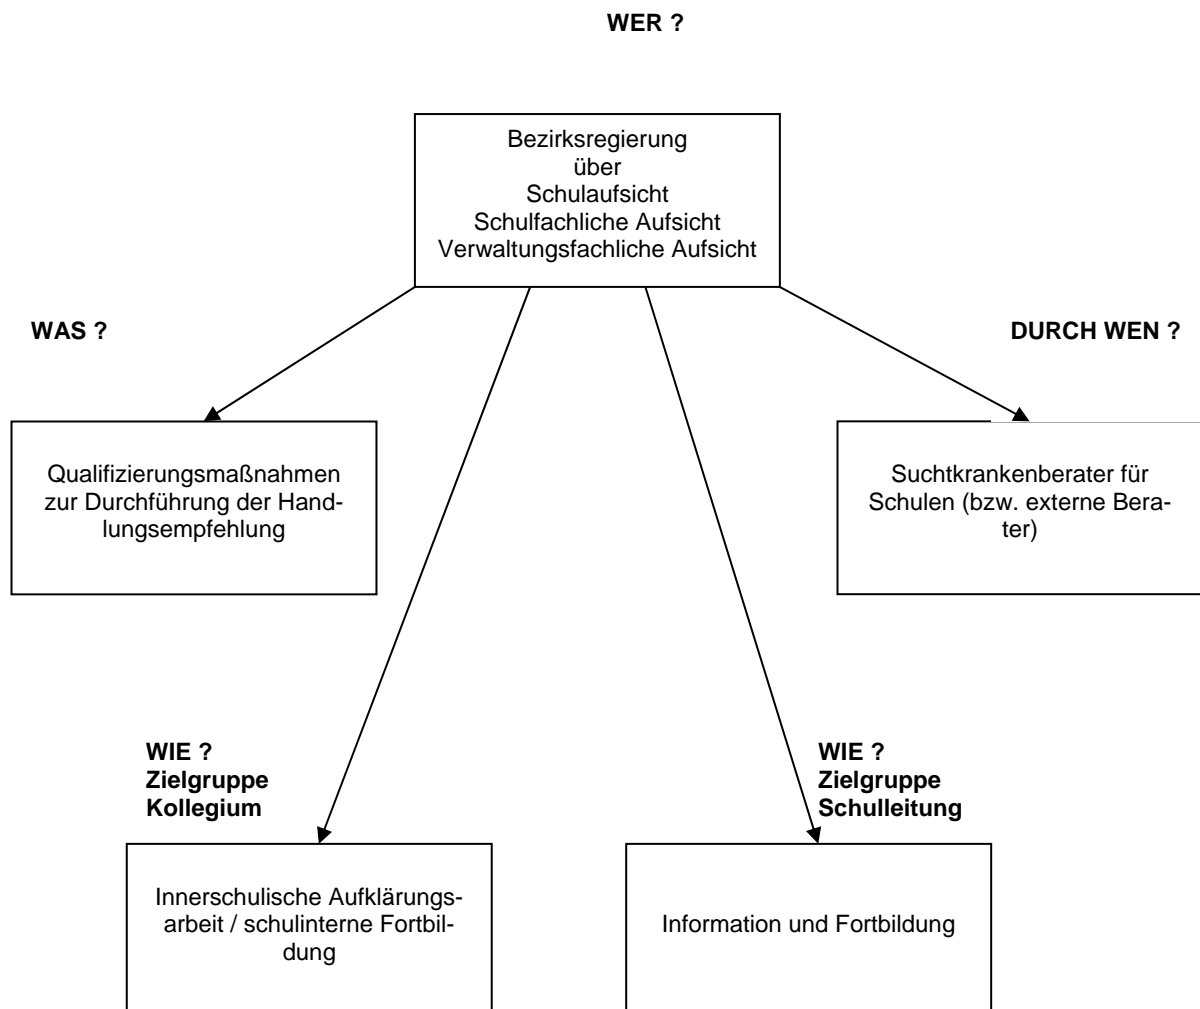 WER ?
Bezirksregierung
über
Schulaufsicht
Schulfachliche Aufsicht
Verwaltungsfachliche Aufsicht
WAS ?
DURCH WEN ?
Qualifizierungsmaßnahmen
zur Durchführung der Hand-
lungsempfehlung
Suchtkrankenberater für
Schulen (bzw. externe Bera-
ter)
WIE ?
Zielgruppe
Kollegium
WIE ?
Zielgruppe
Schulleitung
Innerschulische Aufklärungs-
arbeit / schulinterne Fortbil-
dung
Information und Fortbildung